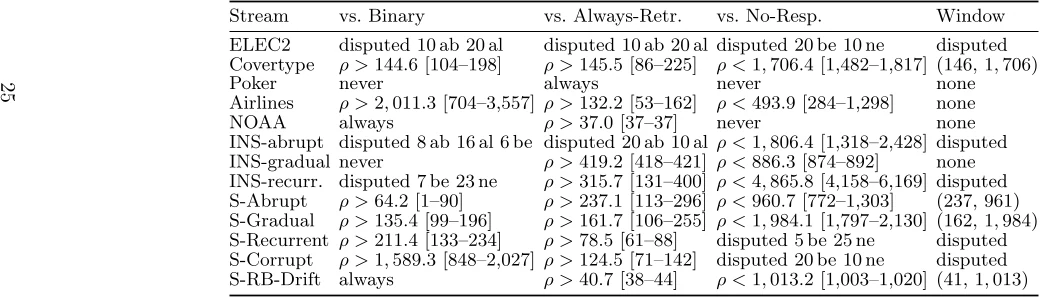 Stream vs. Binary vs. Always-Retr. vs. No-Resp. Window
ELEC2 disputed 10 ab 20 al disputed 10 ab 20 al disputed 20 be 10 ne disputed
Covertype ρ > 144.6 [104–198] ρ > 145.5 [86–225] ρ < 1,706.4 [1,482–1,817] (146, 1,706)
Poker never always never none
Airlines ρ > 2,011.3 [704–3,557] ρ > 132.2 [53–162] ρ < 493.9 [284–1,298] none
NOAA always ρ > 37.0 [37–37] never none
INS-abrupt disputed 8 ab 16 al 6 be disputed 20 ab 10 al ρ < 1,806.4 [1,318–2,428] disputed
INS-gradual never ρ > 419.2 [418–421] ρ < 886.3 [874–892] none
INS-recurr. disputed 7 be 23 ne ρ > 315.7 [131–400] ρ < 4,865.8 [4,158–6,169] disputed
S-Abrupt ρ > 64.2 [1–90] ρ > 237.1 [113–296] ρ < 960.7 [772–1,303] (237, 961)
S-Gradual ρ > 135.4 [99–196] ρ > 161.7 [106–255] ρ < 1,984.1 [1,797–2,130] (162, 1,984)
S-Recurrent ρ > 211.4 [133–234] ρ > 78.5 [61–88] disputed 5 be 25 ne disputed
S-Corrupt ρ > 1,589.3 [848–2,027] ρ > 124.5 [71–142] disputed 20 be 10 ne disputed
S-RB-Drift always ρ > 40.7 [38–44] ρ < 1,013.2 [1,003–1,020] (41, 1,013)
25